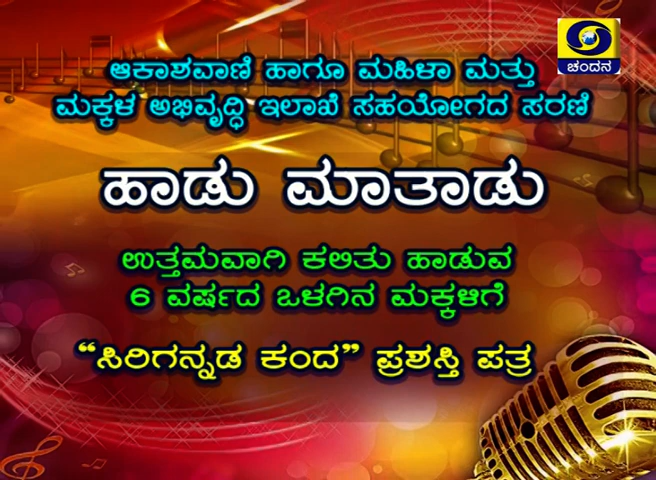 ಚಂದನ
ಆಕಾಶವಾಣಿ ಹಾಗೂ ಮಹಿಳಾ ಮತ್ತು
ಮಕ್ಕಳ ಅಭಿವೃದ್ಧಿ ಇಲಾಖೆ ಸಹಯೋಗದ ಸರಣಿ
ಹಾಡು ಮಾತಾಡು
ಉತ್ತಮವಾಗಿ ಕಲಿತು ಹಾಡುವ
6 ವರ್ಷದ ಒಳಗಿನ ಮಕ್ಕಳಿಗೆ
“ಸಿರಿಗನ್ನಡ ಕಂದ” ಪ್ರಶಸ್ತಿ ಪತ್ರ